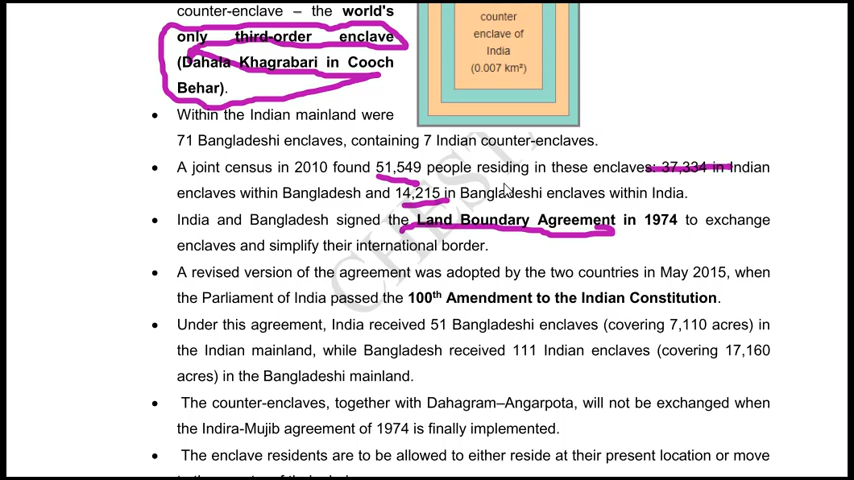 counter-enclave – the world's
only third-order enclave
(Dahala Khagrabari in Cooch
Behar).
counter
enclave of
India
(0.007 km²)
• Within the Indian mainland were
71 Bangladeshi enclaves, containing 7 Indian counter-enclaves.
• A joint census in 2010 found 51,549 people residing in these enclaves: 37,334 in Indian
enclaves within Bangladesh and 14,215 in Bangladeshi enclaves within India.
• India and Bangladesh signed the Land Boundary Agreement in 1974 to exchange
enclaves and simplify their international border.
• A revised version of the agreement was adopted by the two countries in May 2015, when
the Parliament of India passed the 100th Amendment to the Indian Constitution.
• Under this agreement, India received 51 Bangladeshi enclaves (covering 7,110 acres) in
the Indian mainland, while Bangladesh received 111 Indian enclaves (covering 17,160
acres) in the Bangladeshi mainland.
• The counter-enclaves, together with Dahagram–Angarpota, will not be exchanged when
the Indira-Mujib agreement of 1974 is finally implemented.
• The enclave residents are to be allowed to either reside at their present location or move